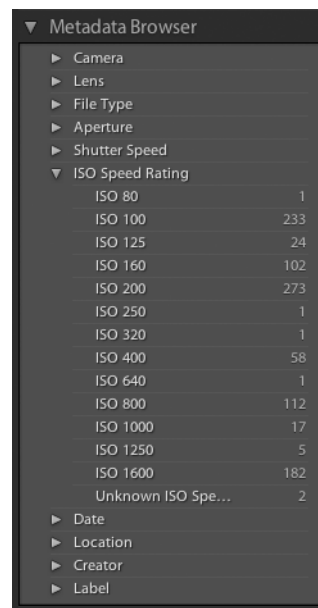 Metadata Browser
Camera
Lens
File Type
Aperture
Shutter Speed
ISO Speed Rating
ISO 80 1
ISO 100 233
ISO 125 24
ISO 160 102
ISO 200 273
ISO 250 1
ISO 320 1
ISO 400 58
ISO 640 1
ISO 800 112
ISO 1000 17
ISO 1250 5
ISO 1600 182
Unknown ISO Spe... 2
Date
Location
Creator
Label